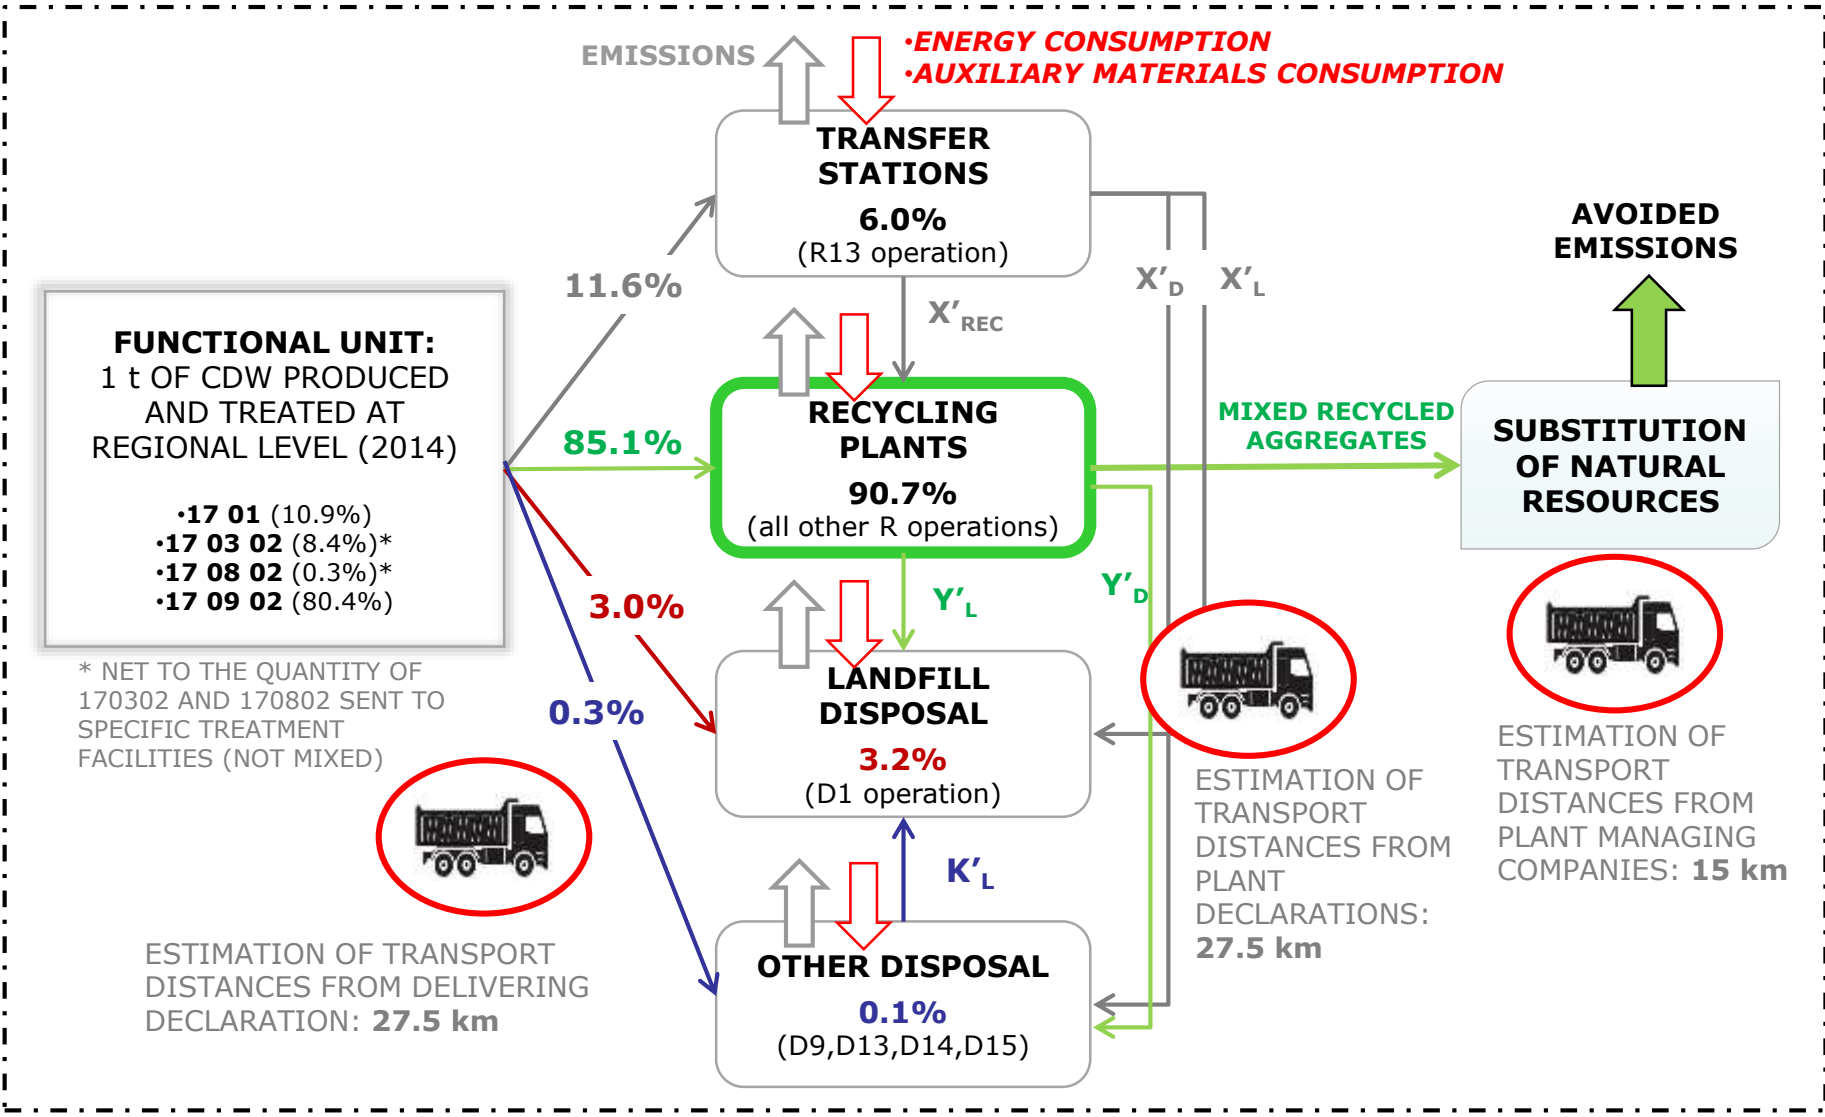 EMISSIONS
•ENERGY CONSUMPTION
•AUXILIARY MATERIALS CONSUMPTION
TRANSFER
STATIONS
6.0%
(R13 operation)
AVOIDED
EMISSIONS
11.6%
X′REC
X′D
X′L
FUNCTIONAL UNIT:
1 t OF CDW PRODUCED
AND TREATED AT
REGIONAL LEVEL (2014)
•17 01 (10.9%)
•17 03 02 (8.4%)*
•17 08 02 (0.3%)*
•17 09 02 (80.4%)
* NET TO THE QUANTITY OF
170302 AND 170802 SENT TO
SPECIFIC TREATMENT
FACILITIES (NOT MIXED)
85.1%
RECYCLING
PLANTS
90.7%
(all other R operations)
MIXED RECYCLED
AGGREGATES
SUBSTITUTION
OF NATURAL
RESOURCES
3.0%
Y′L
Y′D
0.3%
LANDFILL
DISPOSAL
3.2%
(D1 operation)
K′L
OTHER DISPOSAL
0.1%
(D9,D13,D14,D15)
ESTIMATION OF TRANSPORT
DISTANCES FROM DELIVERING
DECLARATION: 27.5 km
ESTIMATION OF
TRANSPORT
DISTANCES FROM
PLANT
DECLARATIONS:
27.5 km
ESTIMATION OF
TRANSPORT
DISTANCES FROM
PLANT MANAGING
COMPANIES: 15 km